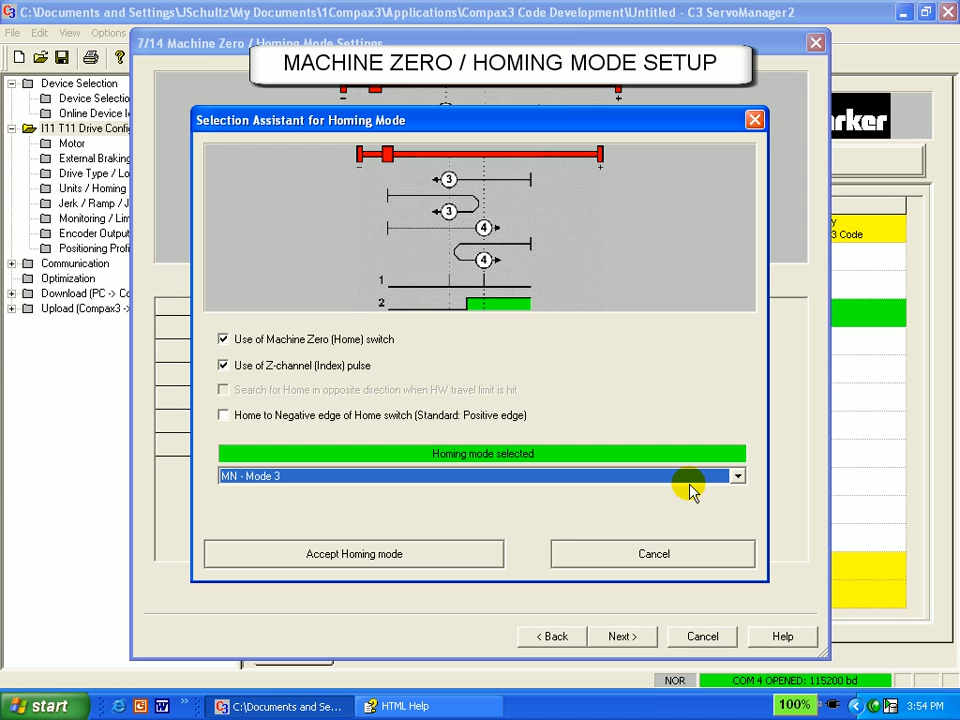 C:\Documents and Settings\JSchultz\My Documents\1Compax3\Applications\Compax3 Code Development\Untitled - C3 ServoManager2
File Edit View Options
7/14 Machine Zero / Homing Mode Settings
MACHINE ZERO / HOMING MODE SETUP
Device Selection
Device Selectio
Online Device I
I11 T11 Drive Config
Motor
External Braking
Drive Type / Lo
Units / Homing
Jerk / Ramp / J
Monitoring / Lim
Encoder Output
Positioning Profi
Communication
Optimization
Download (PC -> Co
Upload (Compax3 ->
Selection Assistant for Homing Mode
- +
3
3
4
4
1
2
Use of Machine Zero (Home) switch
Use of Z-channel (Index) pulse
Search for Home in opposite direction when HW travel limit is hit
Home to Negative edge of Home switch (Standard: Positive edge)
Homing mode selected
MN - Mode 3
Accept Homing mode Cancel
arker
y
3 Code
< Back Next > Cancel Help
NOR COM 4 OPENED: 115200 bd
start C:\Documents and Se... HTML Help 100% 3:54 PM